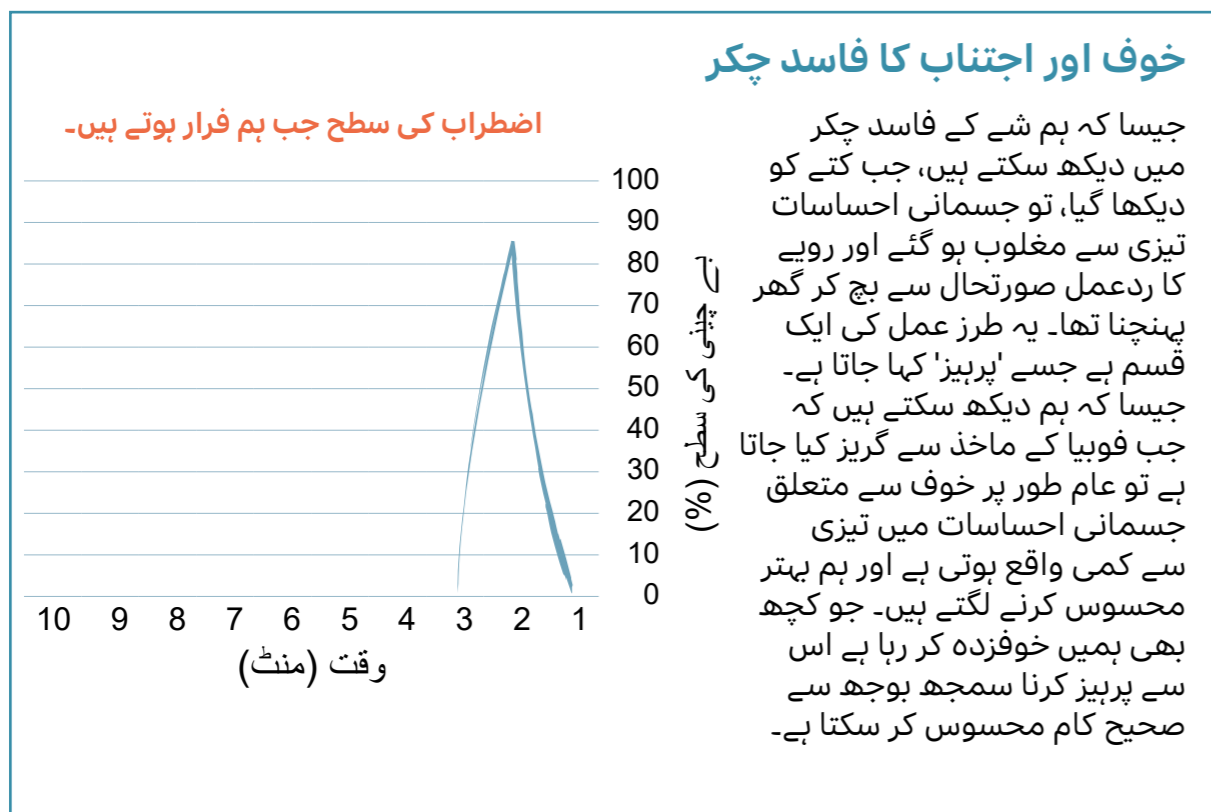 خوف اور اجتناب کا فاسد چکر
جیسا کہ ہم شے کے فاسد چکر
میں دیکھ سکتے ہیں، جب کتے کو
دیکھا گیا، تو جسمانی احساسات
تیزی سے مغلوب ہو گئے اور رویے
کا ردعمل صورتحال سے بچ کر گھر
پہنچنا تھا۔ یہ طرز عمل کی ایک
قسم ہے جسے 'پرہیز' کہا جاتا ہے۔
جیسا کہ ہم دیکھ سکتے ہیں کہ
جب فوبیا کے ماخذ سے گریز کیا جاتا
ہے تو عام طور پر خوف سے متعلق
جسمانی احساسات میں تیزی
سے کمی واقع ہوتی ہے اور ہم بہتر
محسوس کرنے لگتے ہیں۔ جو کچھ
بھی ہمیں خوفزدہ کر رہا ہے اس
سے پرہیز کرنا سمجھ بوجھ سے
صحیح کام محسوس کر سکتا ہے۔
اضطراب کی سطح جب ہم فرار ہوتے ہیں۔
بے چینی کی سطح (%)
100
90
80
70
60
50
40
30
20
10
0
1 2 3 4 5 6 7 8 9 10
وقت (منٹ)